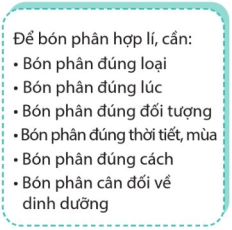 Để bón phân hợp lí, cần:
• Bón phân đúng loại
• Bón phân đúng lúc
• Bón phân đúng đối tượng
• Bón phân đúng thời tiết, mùa
• Bón phân đúng cách
• Bón phân cân đối về
dinh dưỡng